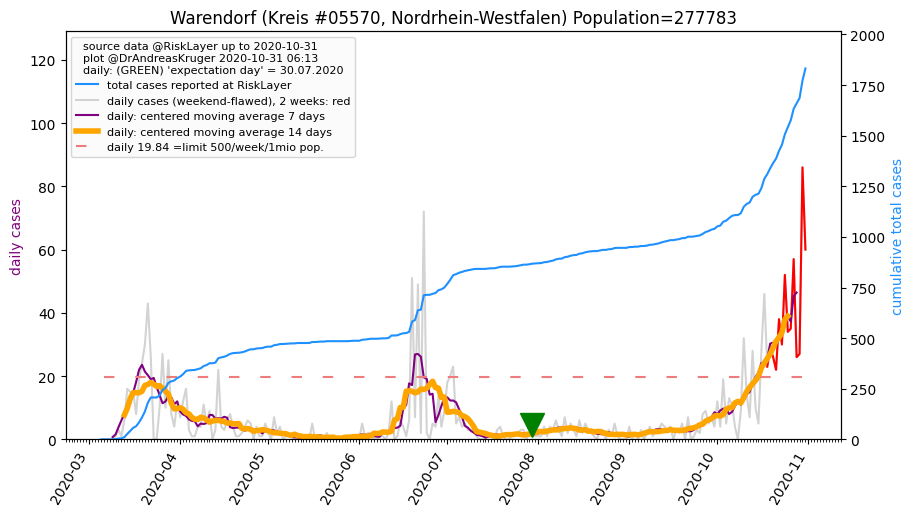 Warendorf (Kreis #05570, Nordrhein-Westfalen) Population=277783
source data @RiskLayer up to 2020-10-31
plot @DrAndreasKruger 2020-10-31 06:13
daily: (GREEN) 'expectation day' = 30.07.2020
total cases reported at RiskLayer
daily cases (weekend-flawed), 2 weeks: red
daily: centered moving average 7 days
daily: centered moving average 14 days
daily 19.84 =limit 500/week/1mio pop.
daily cases
0
20
40
60
80
100
120
cumulative total cases
0
250
500
750
1000
1250
1500
1750
2000
2020-03
2020-04
2020-05
2020-06
2020-07
2020-08
2020-09
2020-10
2020-11